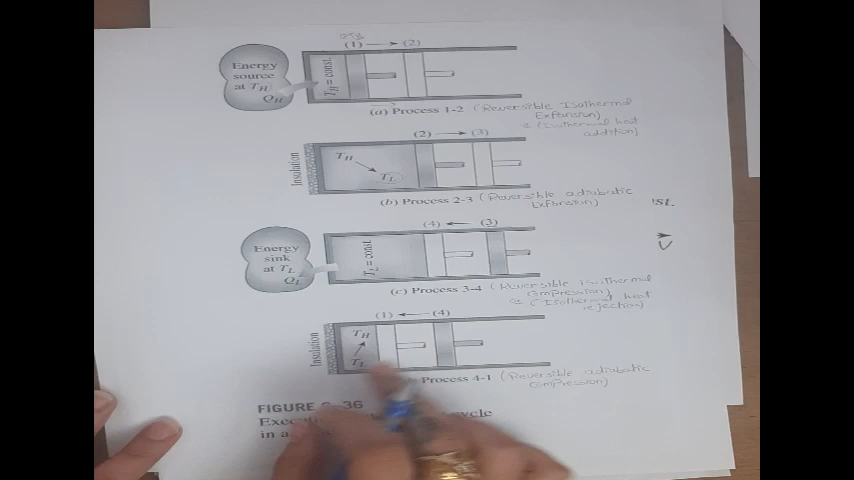 (1) → (2)
Energy
source
at T_H
Q_H
T_H = const.
(a) Process 1-2 (Reversible Isothermal
Expansion)
(Isothermal heat
addition)
(2) → (3)
Insulation
T_H
T_L
(b) Process 2-3 (Reversible adiabatic
Expansion)
(4) ← (3)
Energy
sink
at T_L
Q_L
T_L = const.
(c) Process 3-4 (Reversible isothermal
compression)
(Isothermal heat
rejection)
(1) ← (4)
Insulation
T_H
T_L
Process 4-1 (Reversible adiabatic
compression)
FIGURE
cycle
in a
V